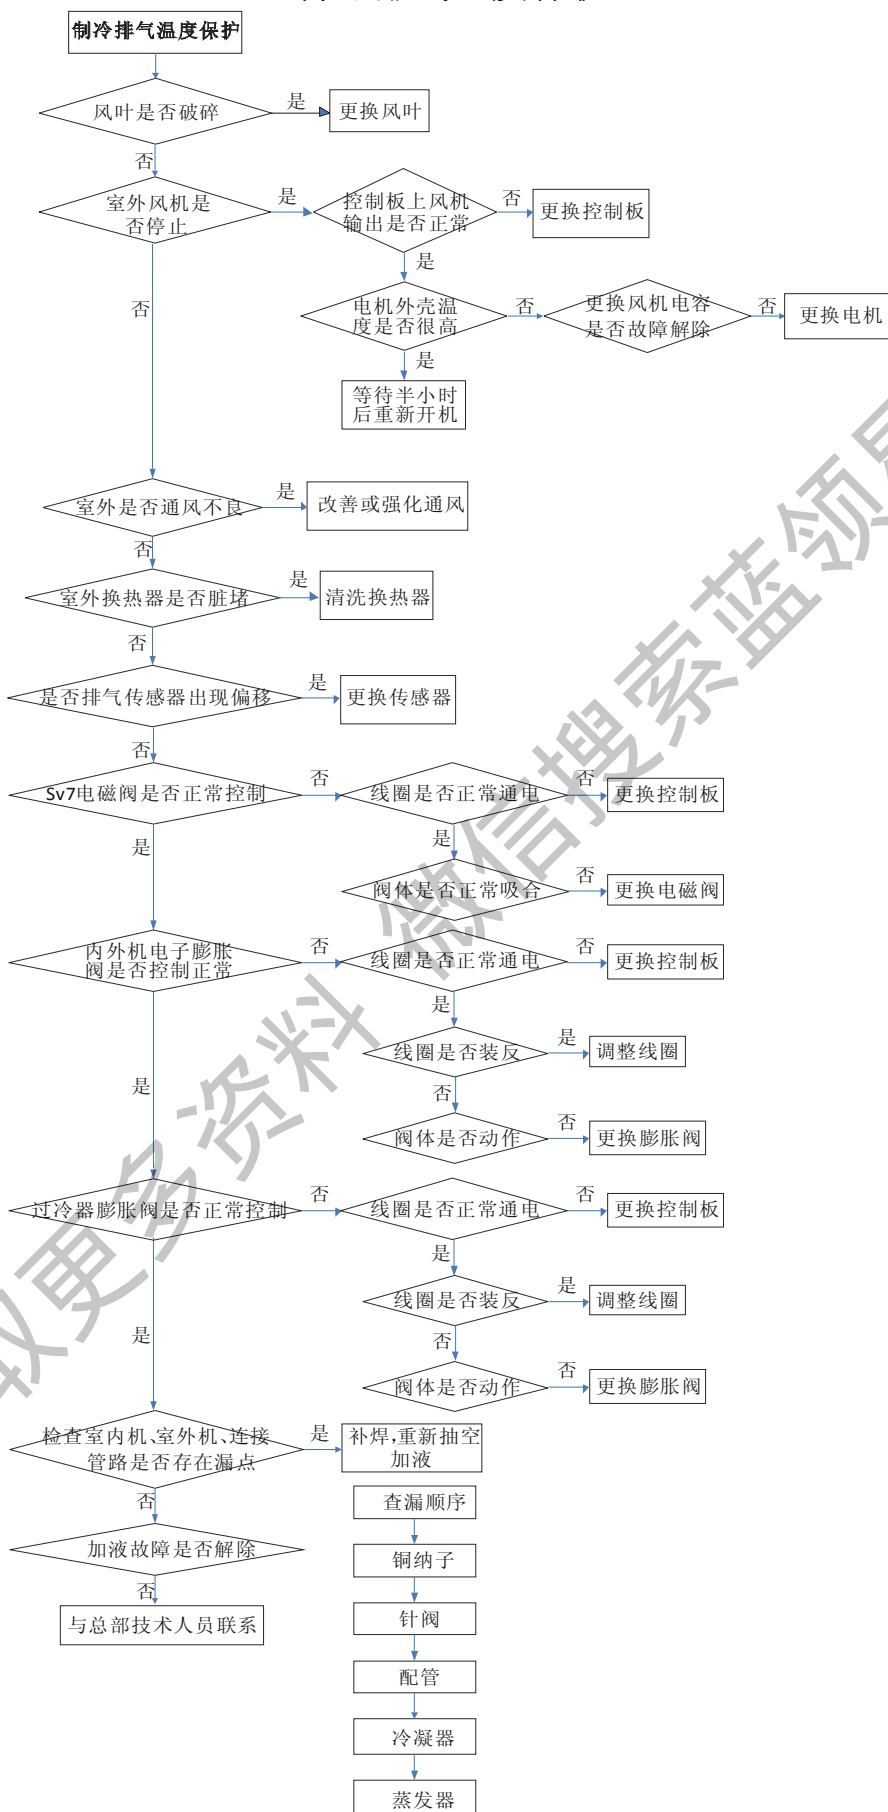 制冷排气温度保护
风叶是否破碎
是
更换风叶
否
室外风机是
否停止
是
控制板上风机
输出是否正常
否
更换控制板
是
否
电机外壳温
度是否很高
否
更换风机电容
是否故障解除
否
更换电机
是
等待半小时
后重新开机
室外是否通风不良
是
改善或强化通风
否
室外换热器是否脏堵
是
清洗换热器
否
是否排气传感器出现偏移
是
更换传感器
否
Sv7电磁阀是否正常控制
否
线圈是否正常通电
否
更换控制板
是
是
阀体是否正常吸合
否
更换电磁阀
内外机电子膨胀
阀是否控制正常
否
线圈是否正常通电
否
更换控制板
是
线圈是否装反
是
调整线圈
是
否
阀体是否动作
否
更换膨胀阀
过冷器膨胀阀是否正常控制
否
线圈是否正常通电
否
更换控制板
是
线圈是否装反
是
调整线圈
是
否
阀体是否动作
否
更换膨胀阀
检查室内机、室外机、连接
管路是否存在漏点
是
补焊,重新抽空
加液
否
查漏顺序
加液故障是否解除
铜纳子
否
与总部技术人员联系
针阀
配管
冷凝器
蒸发器
取更多资料 微信搜索蓝领